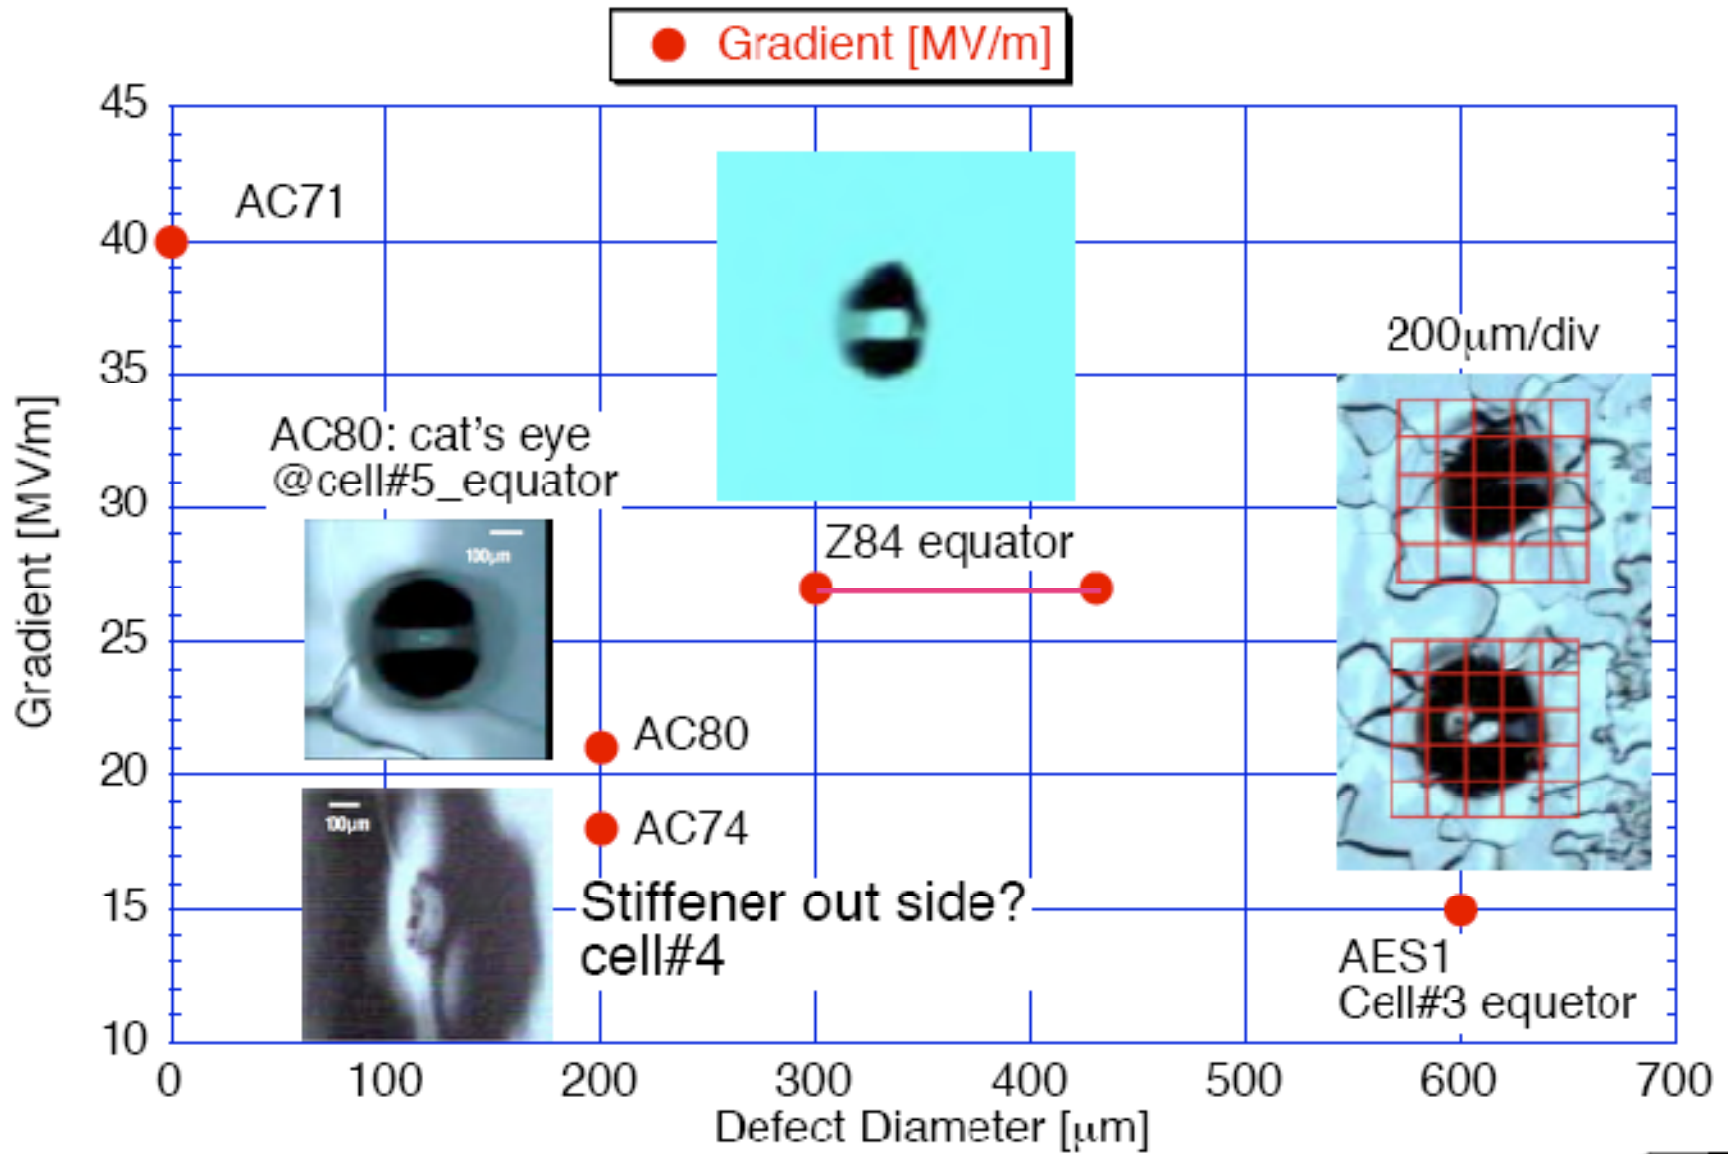 Gradient [MV/m]
45
40
35
30
25
20
15
10
Gradient [MV/m]
AC71
200μm/div
AC80: cat's eye
@cell#5_equator
100μm
Z84 equator
AC80
100μm
AC74
Stiffener out side?
cell#4
AES1
Cell#3 equetor
0 100 200 300 400 500 600 700
Defect Diameter [μm]